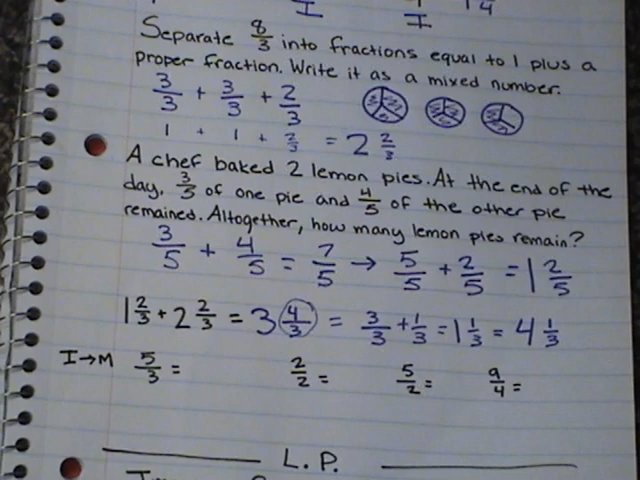 I I 1 4
Separate 8/3 into fractions equal to 1 plus a
proper fraction. Write it as a mixed number.
3/3 + 3/3 + 2/3
1 + 1 + 2/3 = 2 2/3
A chef baked 2 lemon pies. At the end of the
day, 3/5 of one pie and 4/5 of the other pie
remained. Altogether, how many lemon pies remain?
3/5 + 4/5 = 7/5 → 5/5 + 2/5 = 1 2/5
1 2/3 + 2 2/3 = 3 4/3 = 3/3 + 1/3 = 1 1/3 = 4 1/3
I→M 5/3 = 2/2 = 5/2 = 9/4 =
L.P.